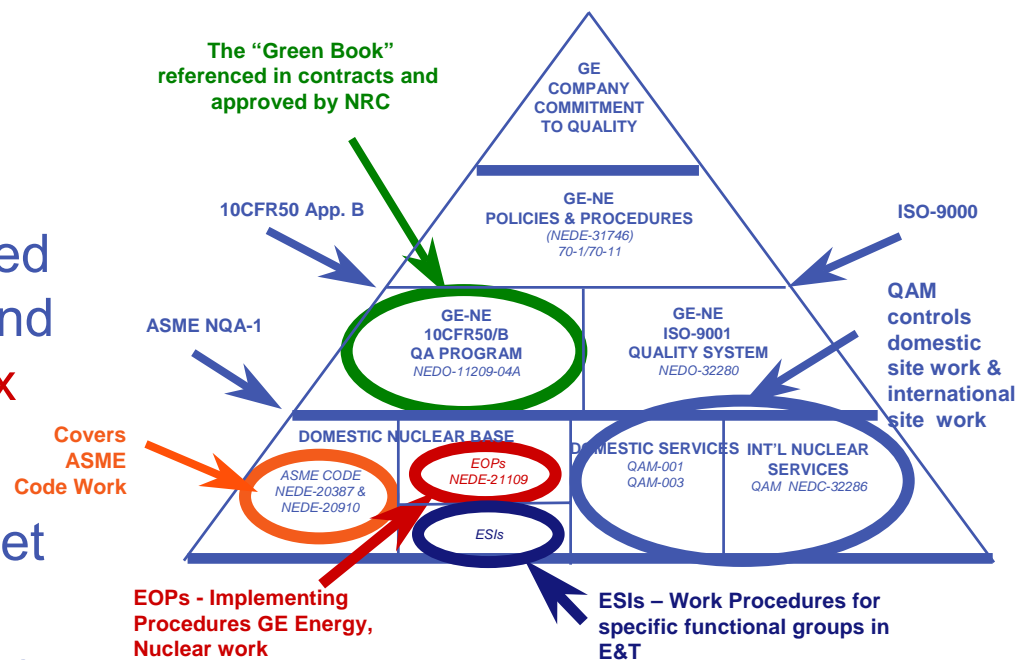 The “Green Book”
referenced in contracts and
approved by NRC
GE
COMPANY
COMMITMENT
TO QUALITY
10CFR50 App. B
GE-NE
POLICIES & PROCEDURES
(NEDE-31746)
70-1/70-11
ISO-9000
ed
nd
x
et
ASME NQA-1
GE-NE
10CFR50/B
QA PROGRAM
NEDO-11209-04A
GE-NE
ISO-9001
QUALITY SYSTEM
NEDO-32280
QAM
controls
domestic
site work &
international
site work
Covers
ASME
Code Work
DOMESTIC NUCLEAR BASE
ASME CODE
NEDE-20387 &
NEDE-20910
EOPs
NEDE-21109
ESIs
DOMESTIC SERVICES
QAM-001
QAM-003
INT’L NUCLEAR
SERVICES
QAM NEDC-32286
EOPs - Implementing
Procedures GE Energy,
Nuclear work
ESIs – Work Procedures for
specific functional groups in
E&T